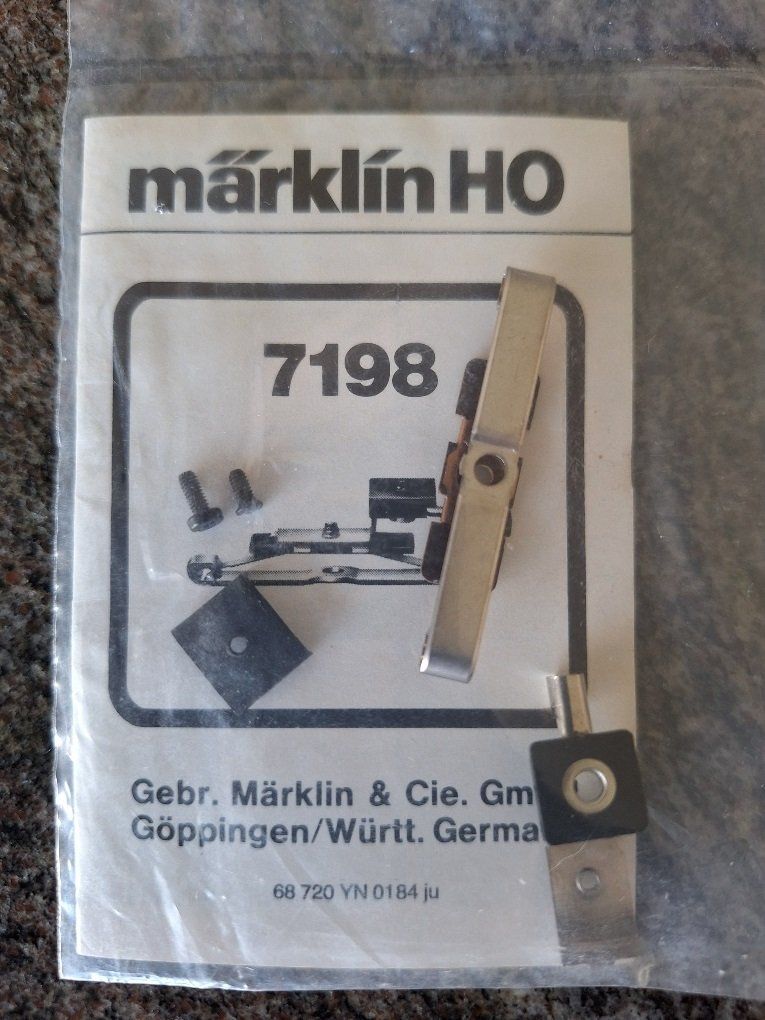 märklin HO
7198
Gebr. Märklin & Cie. Gm
Göppingen/Württ. Germa
68 720 YN 0184 ju